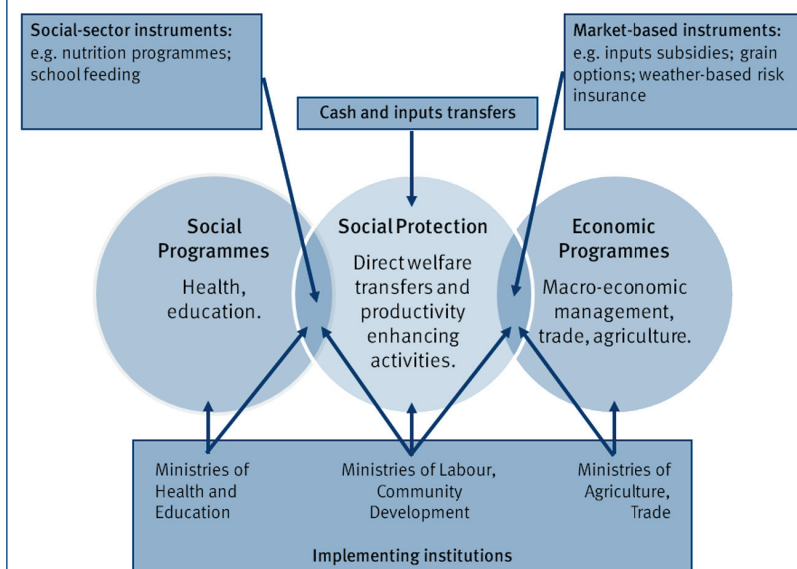 Social-sector instruments:
e.g. nutrition programmes;
school feeding
Market-based instruments:
e.g. inputs subsidies; grain
options; weather-based risk
insurance
Cash and inputs transfers
Social
Programmes
Health,
education.
Social Protection
Direct welfare
transfers and
productivity
enhancing
activities.
Economic
Programmes
Macro-economic
management,
trade, agriculture.
Ministries of
Health and
Education
Ministries of Labour,
Community
Development
Ministries of
Agriculture,
Trade
Implementing institutions